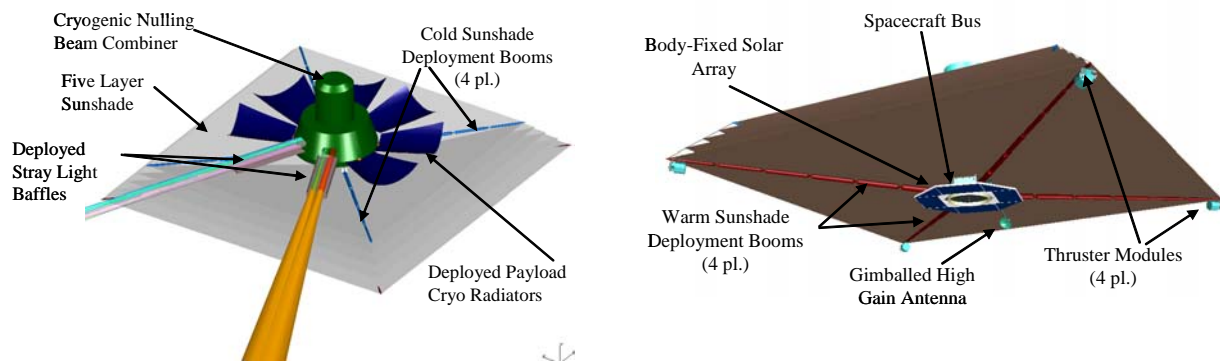 Cryogenic Nulling
Beam Combiner
Cold Sunshade
Deployment Booms
(4 pl.)
Five Layer
Sunshade
Deployed
Stray Light
Baffles
Deployed Payload
Cryo Radiators
Spacecraft Bus
Body-Fixed Solar
Array
Warm Sunshade
Deployment Booms
(4 pl.)
Gimballed High
Gain Antenna
Thruster Modules
(4 pl.)